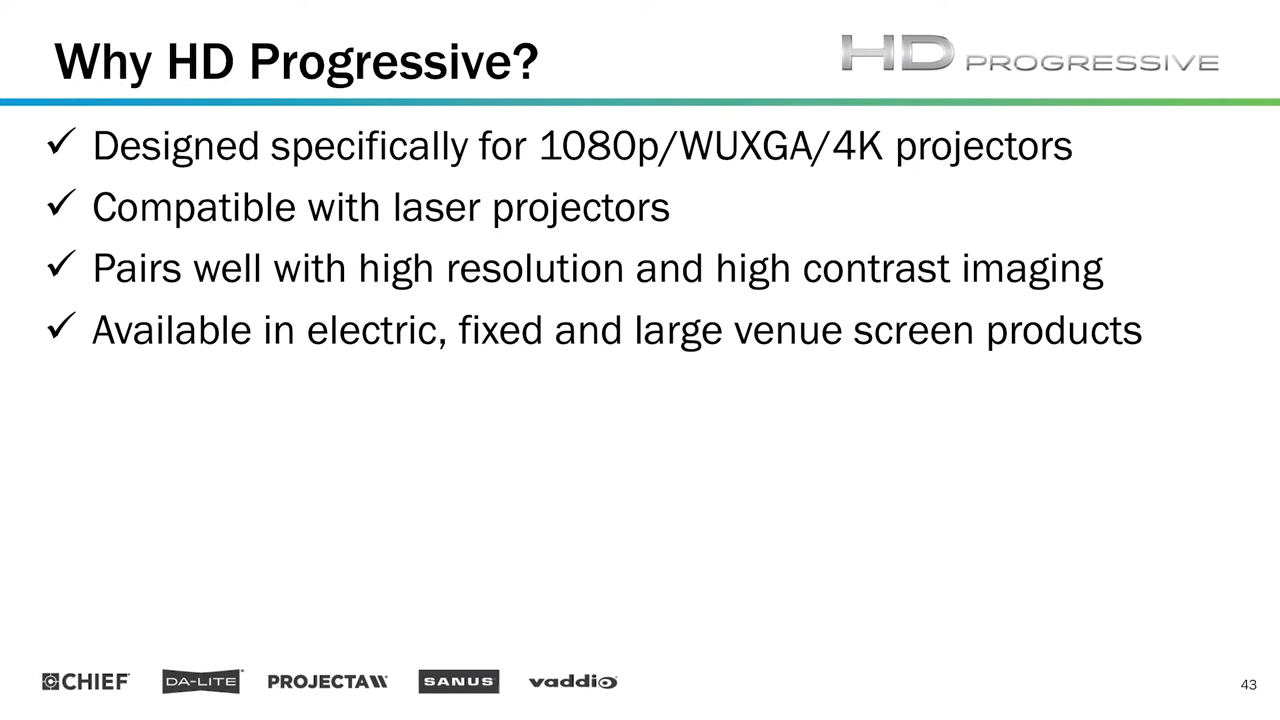 Why HD Progressive?
HD PROGRESSIVE
✓ Designed specifically for 1080p/WUXGA/4K projectors
✓ Compatible with laser projectors
✓ Pairs well with high resolution and high contrast imaging
✓ Available in electric, fixed and large venue screen products
CHIEF DA-LITE PROJECTA SANUS vaddio
43